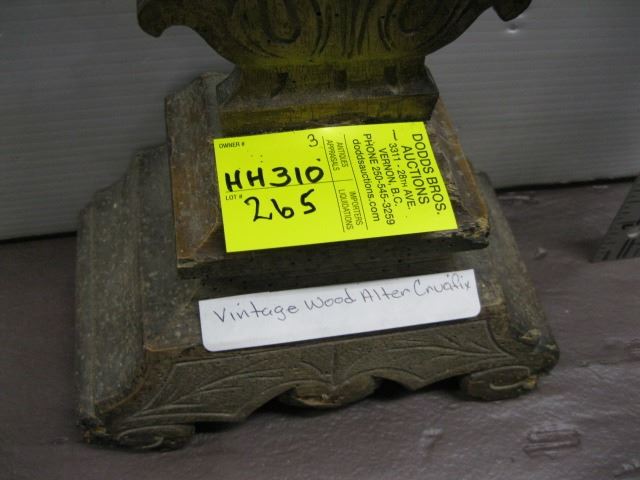 OWNER #
3
HH310
LOT #
265
ANTIQUES
APPRAISALS
IMPORTERS
LIQUIDATIONS
DODDS BROS.
AUCTIONS
3311 - 28TH AVE.
VERNON, B.C.
PHONE 250-545-3259
doddsauctions.com
Vintage Wood Alter Cruafix